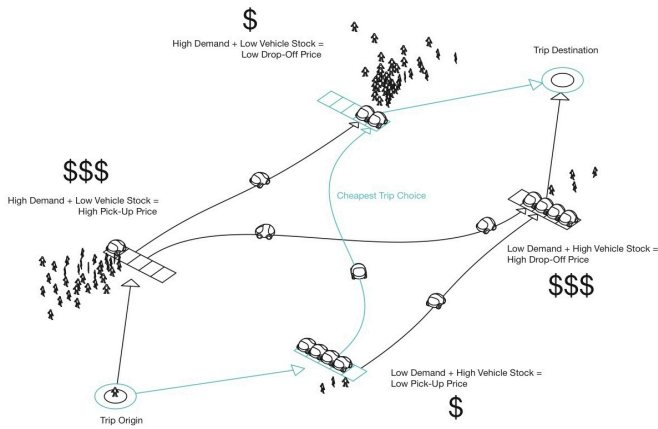 $
High Demand + Low Vehicle Stock =
Low Drop-Off Price
Trip Destination
$$$
High Demand + Low Vehicle Stock =
High Pick-Up Price
Cheapest Trip Choice
Low Demand + High Vehicle Stock =
High Drop-Off Price
$$$
Low Demand + High Vehicle Stock =
Low Pick-Up Price
$
Trip Origin